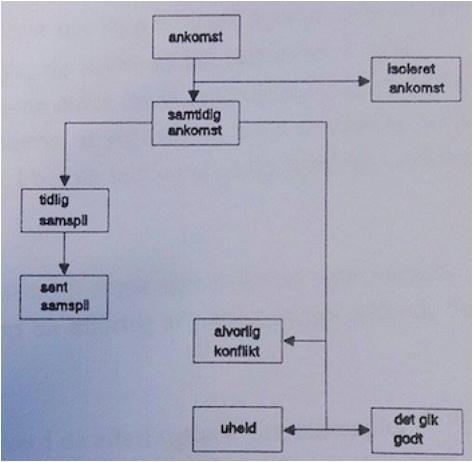 ankomst
isoleret
ankomst
samtidig
ankomst
tidlig
samspil
sent
samspil
alvorlig
konflikt
uheld
det gik
godt